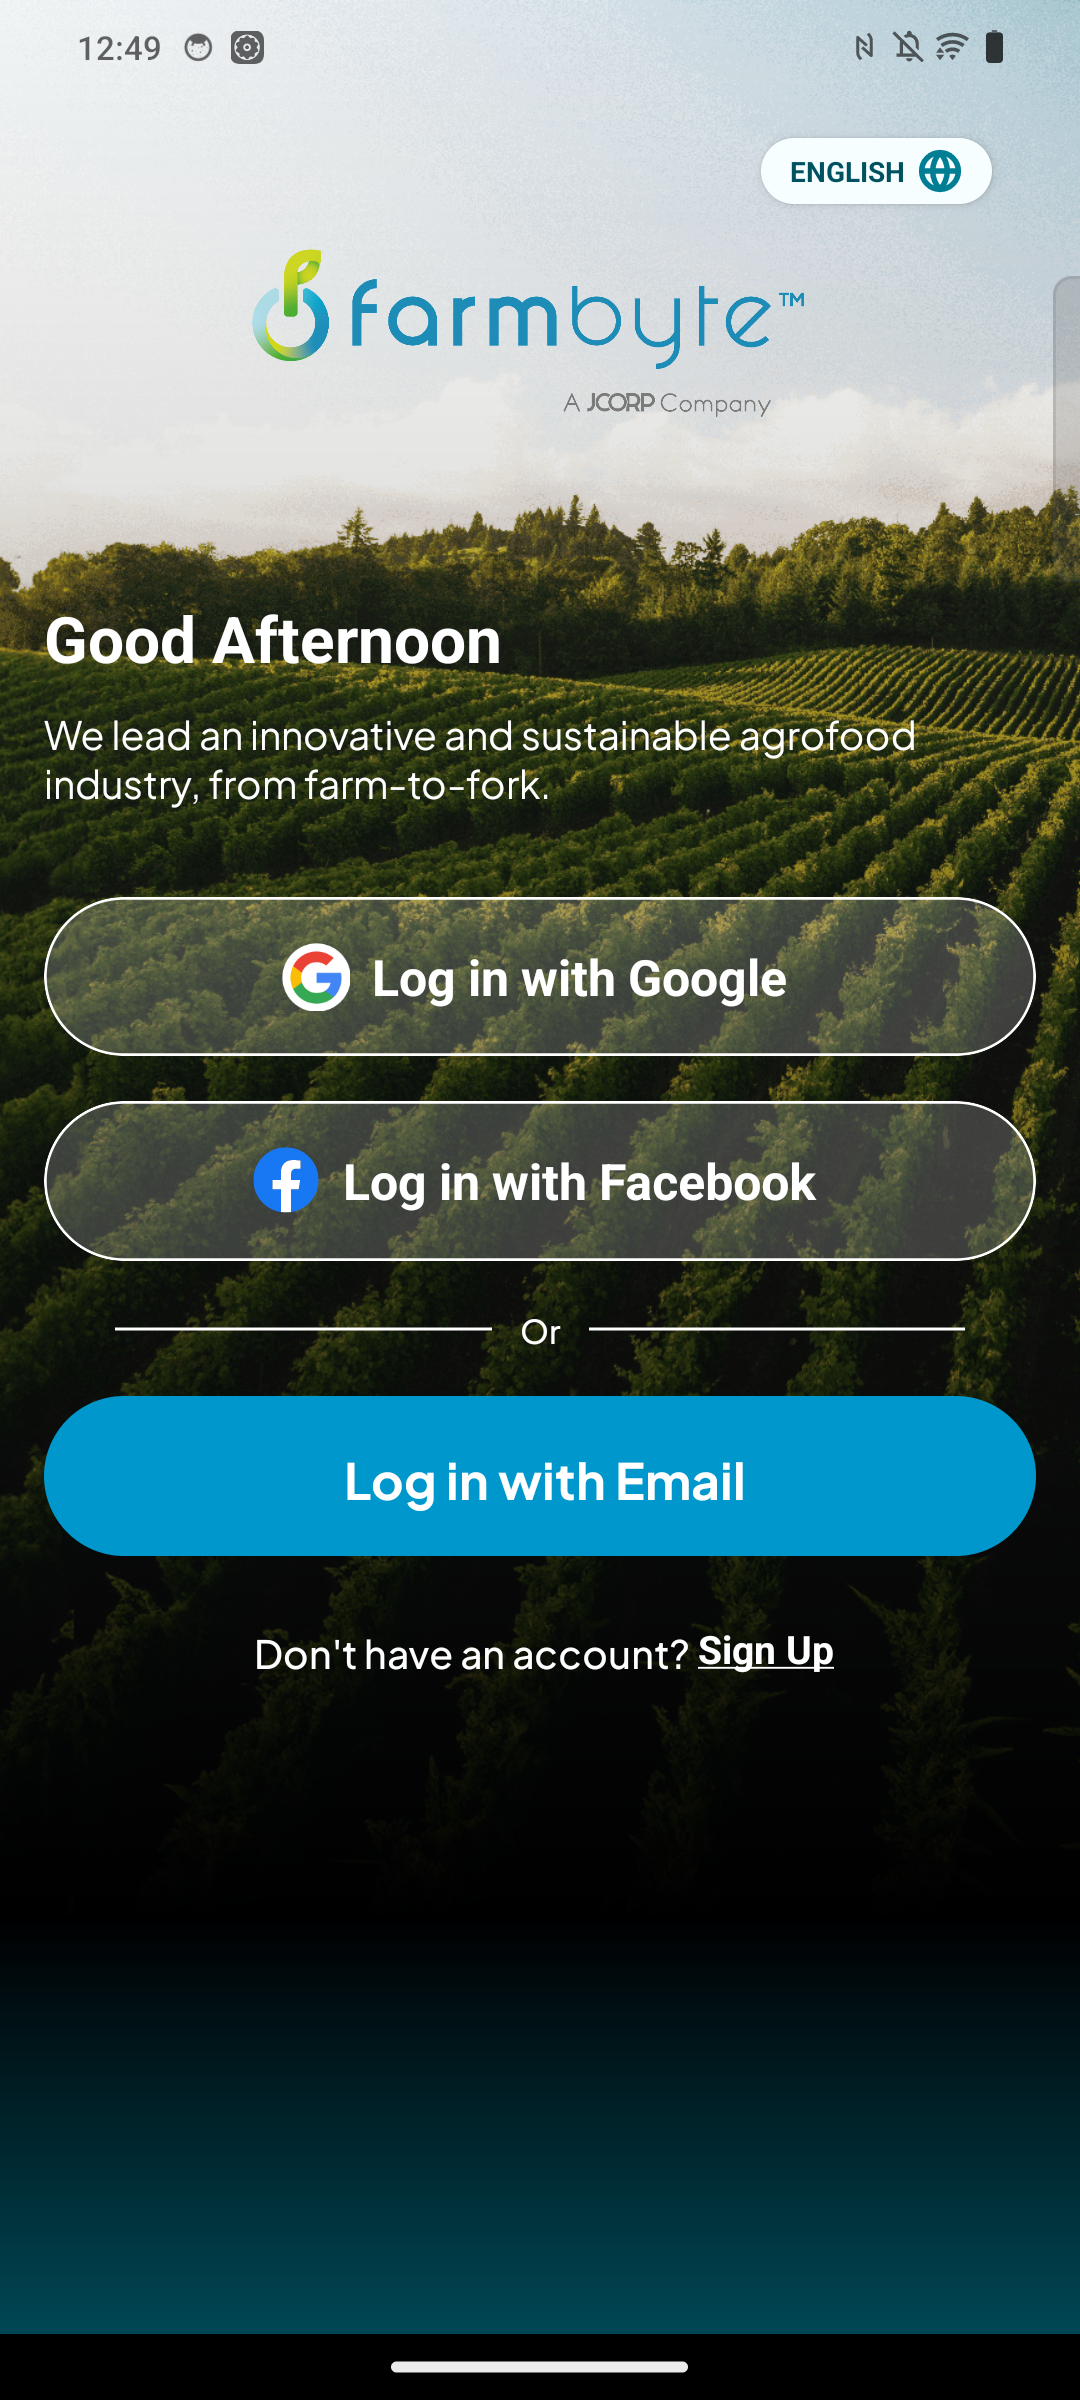 12:49
ENGLISH
farmbyte™
A JCORP Company
Good Afternoon
We lead an innovative and sustainable agrofood
industry, from farm-to-fork.
Log in with Google
Log in with Facebook
Or
Log in with Email
Don't have an account? Sign Up